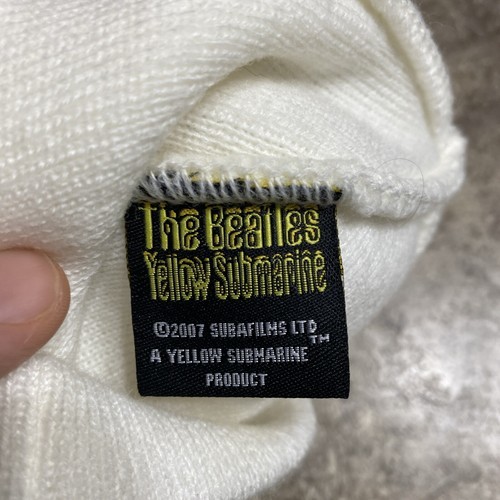 The Beatles
Yellow Submarine
©2007 SUBAFILMS LTD
A YELLOW SUBMARINE™
PRODUCT